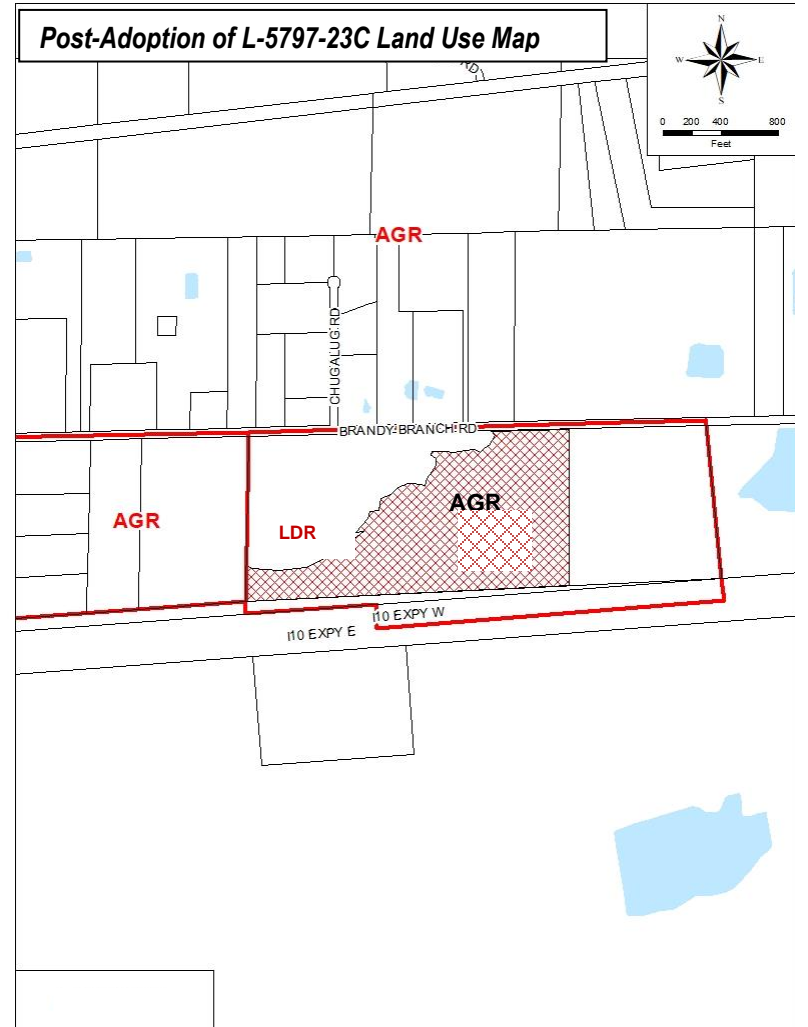 Post-Adoption of L-5797-23C Land Use Map
N
W E
S
0 200 400 800
Feet
RD
AGR
CHUGALUG RD
BRANDY BRANCH RD
AGR
AGR
LDR
I10 EXPY W
I10 EXPY E